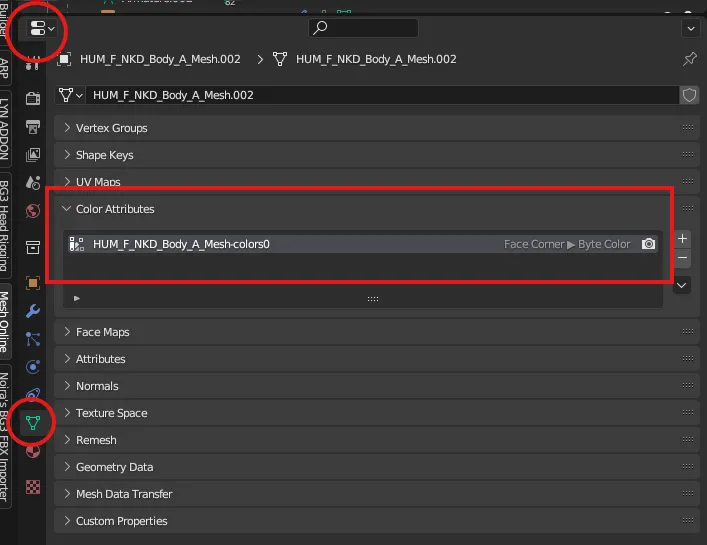 HUM_F_NKD_Body_A_Mesh.002 > HUM_F_NKD_Body_A_Mesh.002
HUM_F_NKD_Body_A_Mesh.002
Vertex Groups
Shape Keys
UV Maps
Color Attributes
HUM_F_NKD_Body_A_Mesh-colors0 Face Corner ▶ Byte Color
Face Maps
Attributes
Normals
Texture Space
Remesh
Geometry Data
Mesh Data Transfer
Custom Properties
Builder
ARP
LYN ADDON
BG3 Head Rigging
Mesh Online
Noira's BG3 FBX Importer